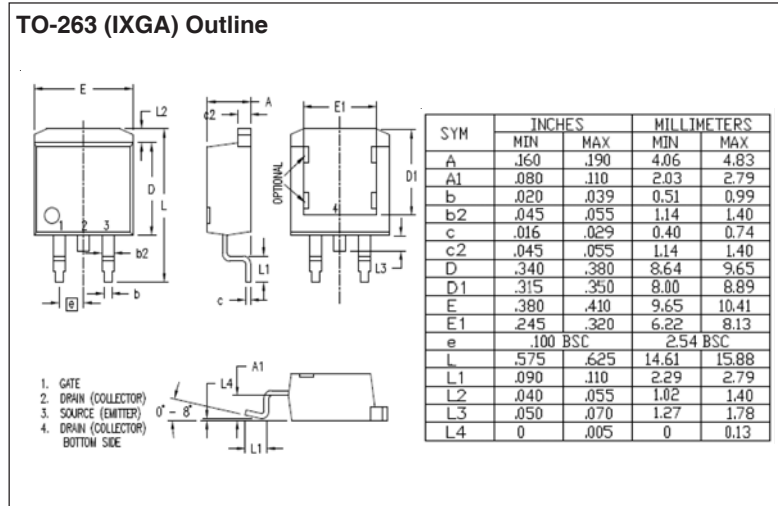 TO-263 (IXGA) Outline
E
L2
D
L
1 2 3
b2
e
b
A
c2
L1
c
E1
OPTIONAL
D1
4
L3
A1
L4
0° - 8°
L1
1. GATE
2. DRAIN (COLLECTOR)
3. SOURCE (EMITTER)
4. DRAIN (COLLECTOR)
BOTTOM SIDE
SYM INCHES MILLIMETERS
MIN MAX MIN MAX
A .160 .190 4.06 4.83
A1 .080 .110 2.03 2.79
b .020 .039 0.51 0.99
b2 .045 .055 1.14 1.40
c .016 .029 0.40 0.74
c2 .045 .055 1.14 1.40
D .340 .380 8.64 9.65
D1 .315 .350 8.00 8.89
E .380 .410 9.65 10.41
E1 .245 .320 6.22 8.13
e .100 BSC 2.54 BSC
L .575 .625 14.61 15.88
L1 .090 .110 2.29 2.79
L2 .040 .055 1.02 1.40
L3 .050 .070 1.27 1.78
L4 0 .005 0 0.13